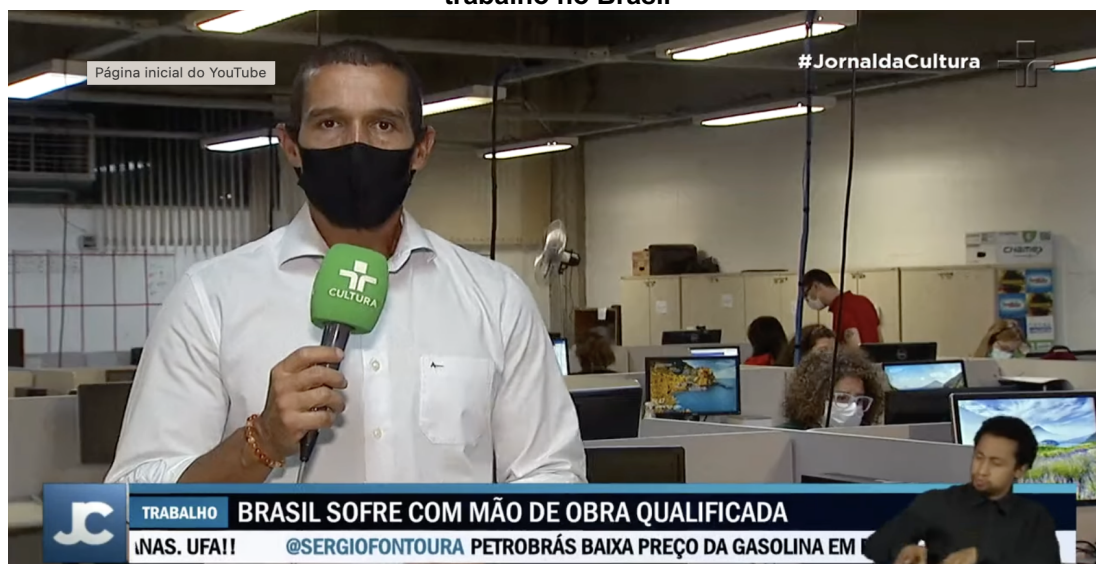 trabalho no Brasil
Página inicial do YouTube
#JornaldaCultura
CULTURA
CHAMEX
JC
TRABALHO BRASIL SOFRE COM MÃO DE OBRA QUALIFICADA
NAS. UFA!! @SERGIOFONTOURA PETROBRÁS BAIXA PREÇO DA GASOLINA EM